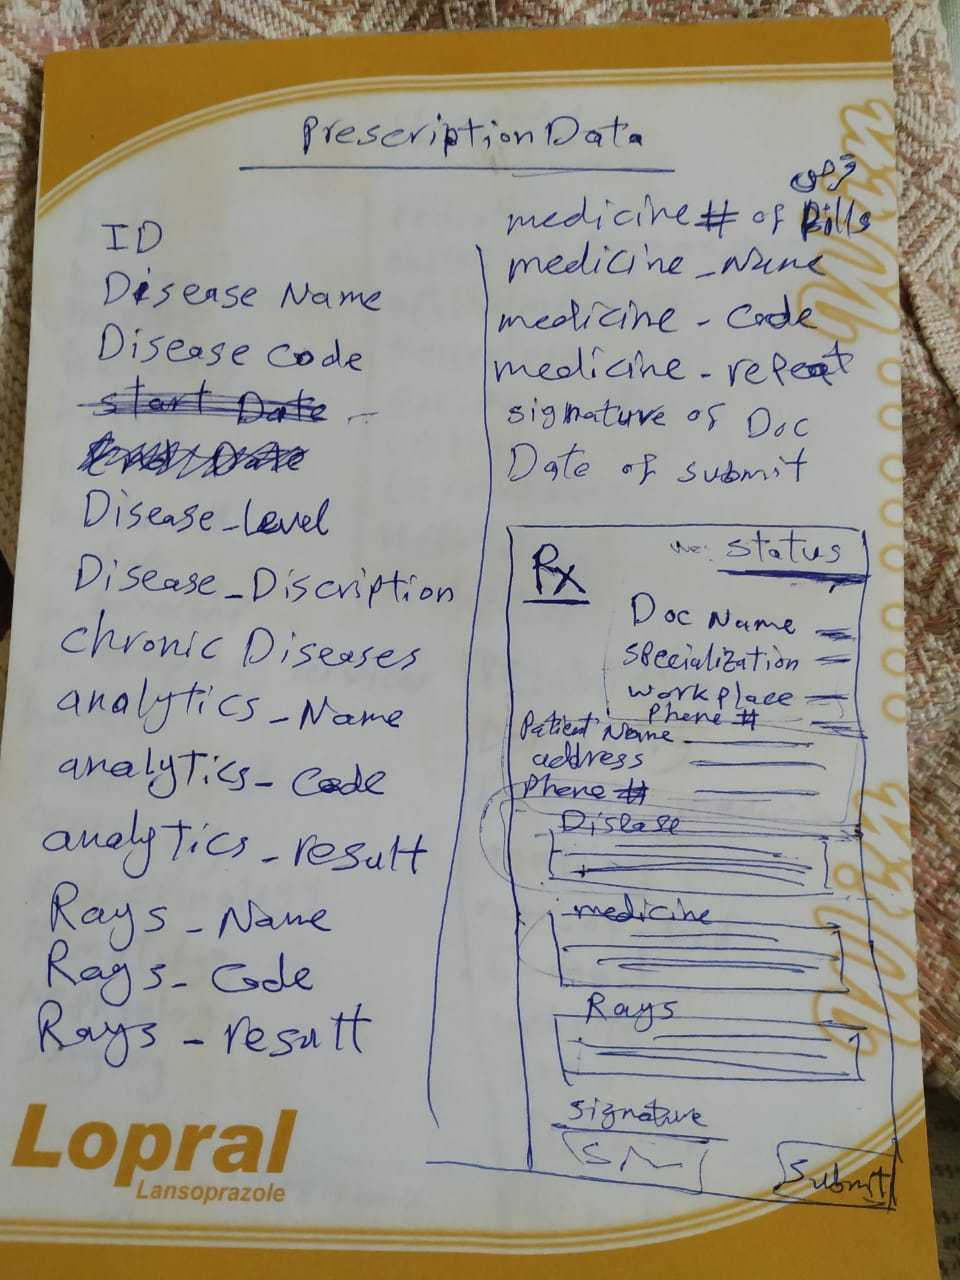 PrescriptionData
ID
Disease Name
Disease Code
start Date
End Date
Disease_Level
Disease_Discription
chronic Diseases
analytics_Name
analytics_Code
analytics_result
Rays_Name
Rays_Code
Rays_result
medicine # of Pills
medicine_Name
medicine_Code
medicine_repeat
signature of Doc
Date of submit
Rx
status
Doc Name
specialization
workplace
Phone #
Patient Name
address
Phone #
Disease
medicine
Rays
signature
Submit
Lopral
Lansoprazole